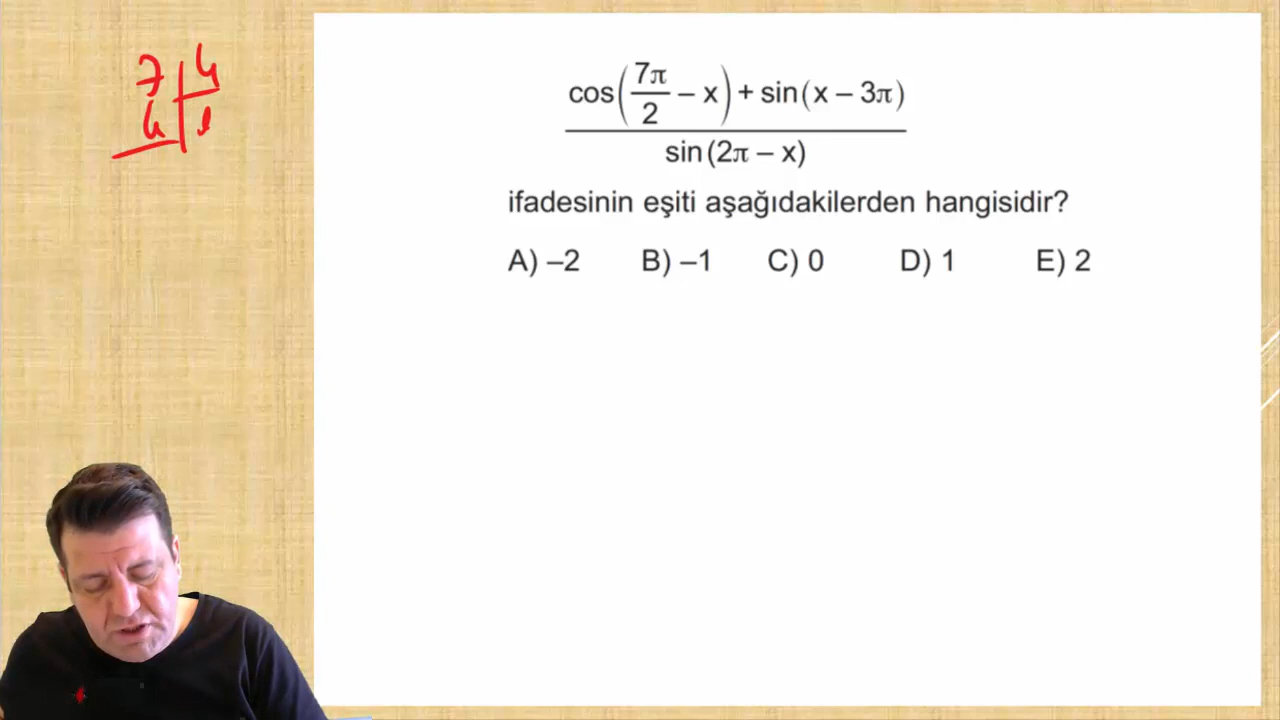 7 4
4 1
cos(7π/2 – x) + sin(x – 3π)
sin(2π – x)
ifadesinin eşiti aşağıdakilerden hangisidir?
A) –2 B) –1 C) 0 D) 1 E) 2